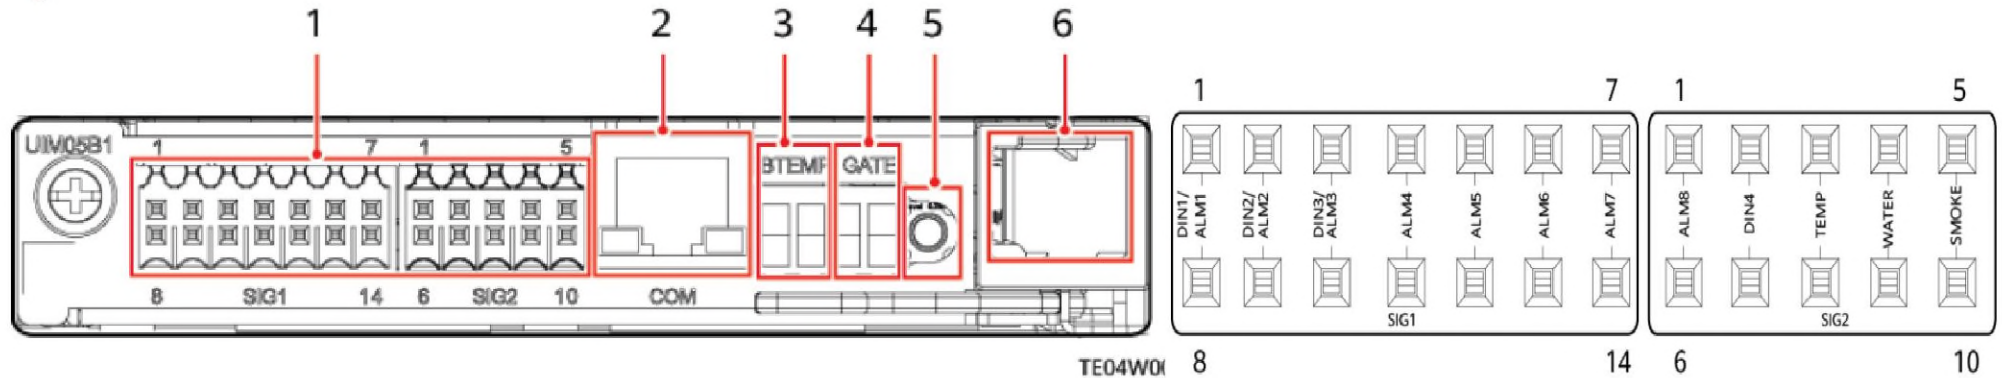 1 2 3 4 5 6
1 7 1 5
UIM05B1
1 7 1 5
BTEMP GATE
DIN1/
ALM1
DIN2/
ALM2
DIN3/
ALM3
ALM4
ALM5
ALM6
ALM7
ALM8
DIN4
TEMP
WATER
SMOKE
8 SIG1 14 6 SIG2 10 COM
SIG1 SIG2
TE04W0
8 14 6 10